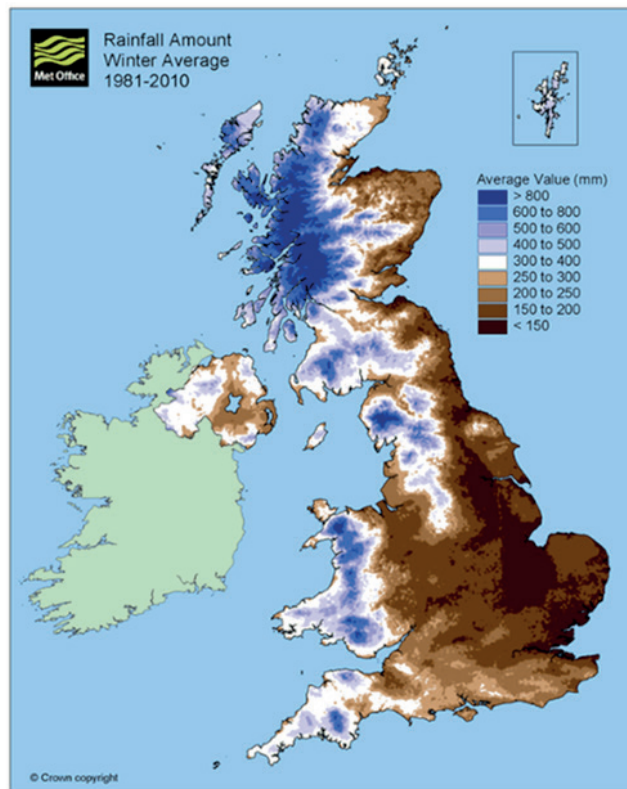 Met Office
Rainfall Amount
Winter Average
1981-2010
Average Value (mm)
> 800
600 to 800
500 to 600
400 to 500
300 to 400
250 to 300
200 to 250
150 to 200
< 150
© Crown copyright